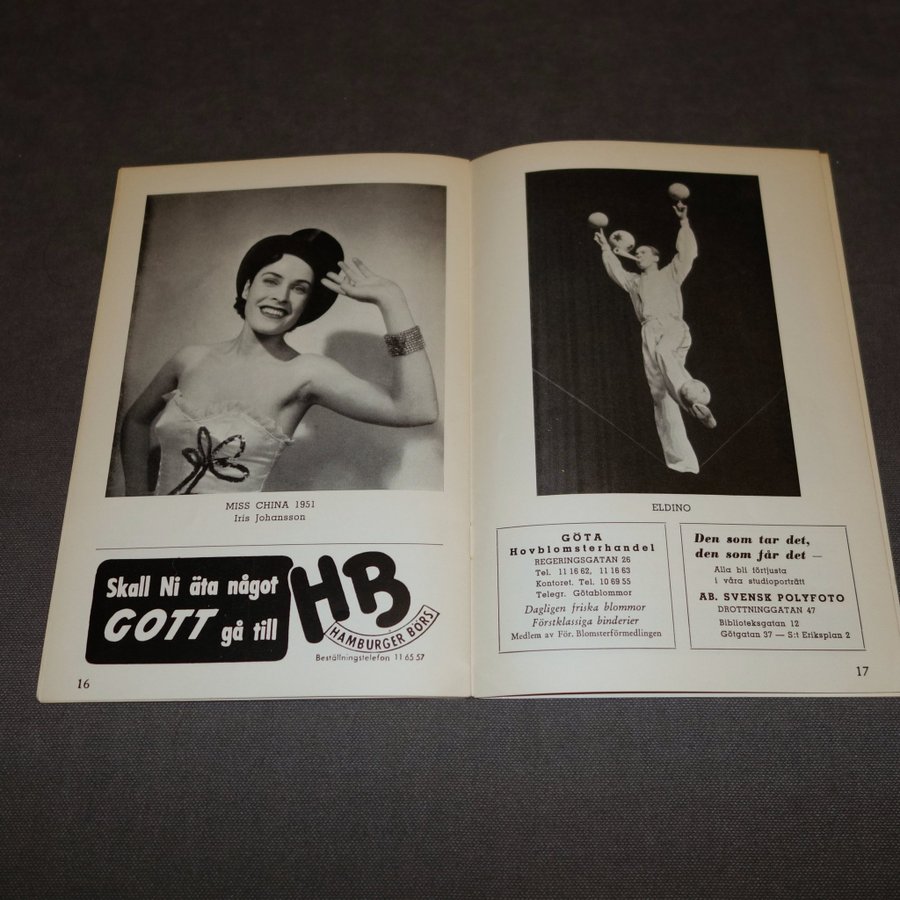 MISS CHINA 1951
Iris Johansson
Skall Ni äta något
GOTT gå till
HB
HAMBURGER BÖRS
Beställningstelefon 11 65 57
16
ELDINO
GÖTA
Hovblomsterhandel
REGERINGSGATAN 26
Tel. 11 16 62, 11 16 63
Kontoret. Tel. 10 69 55
Telegr. Götablommor
Dagligen friska blommor
Förstklassiga binderier
Medlem av För. Blomsterförmedlingen
Den som tar det,
den som får det —
Alla bli förtjusta
i våra studioporträtt
AB. SVENSK POLYFOTO
DROTTNINGGATAN 47
Biblioteksgatan 12
Götgatan 37 — S:t Eriksplan 2
17